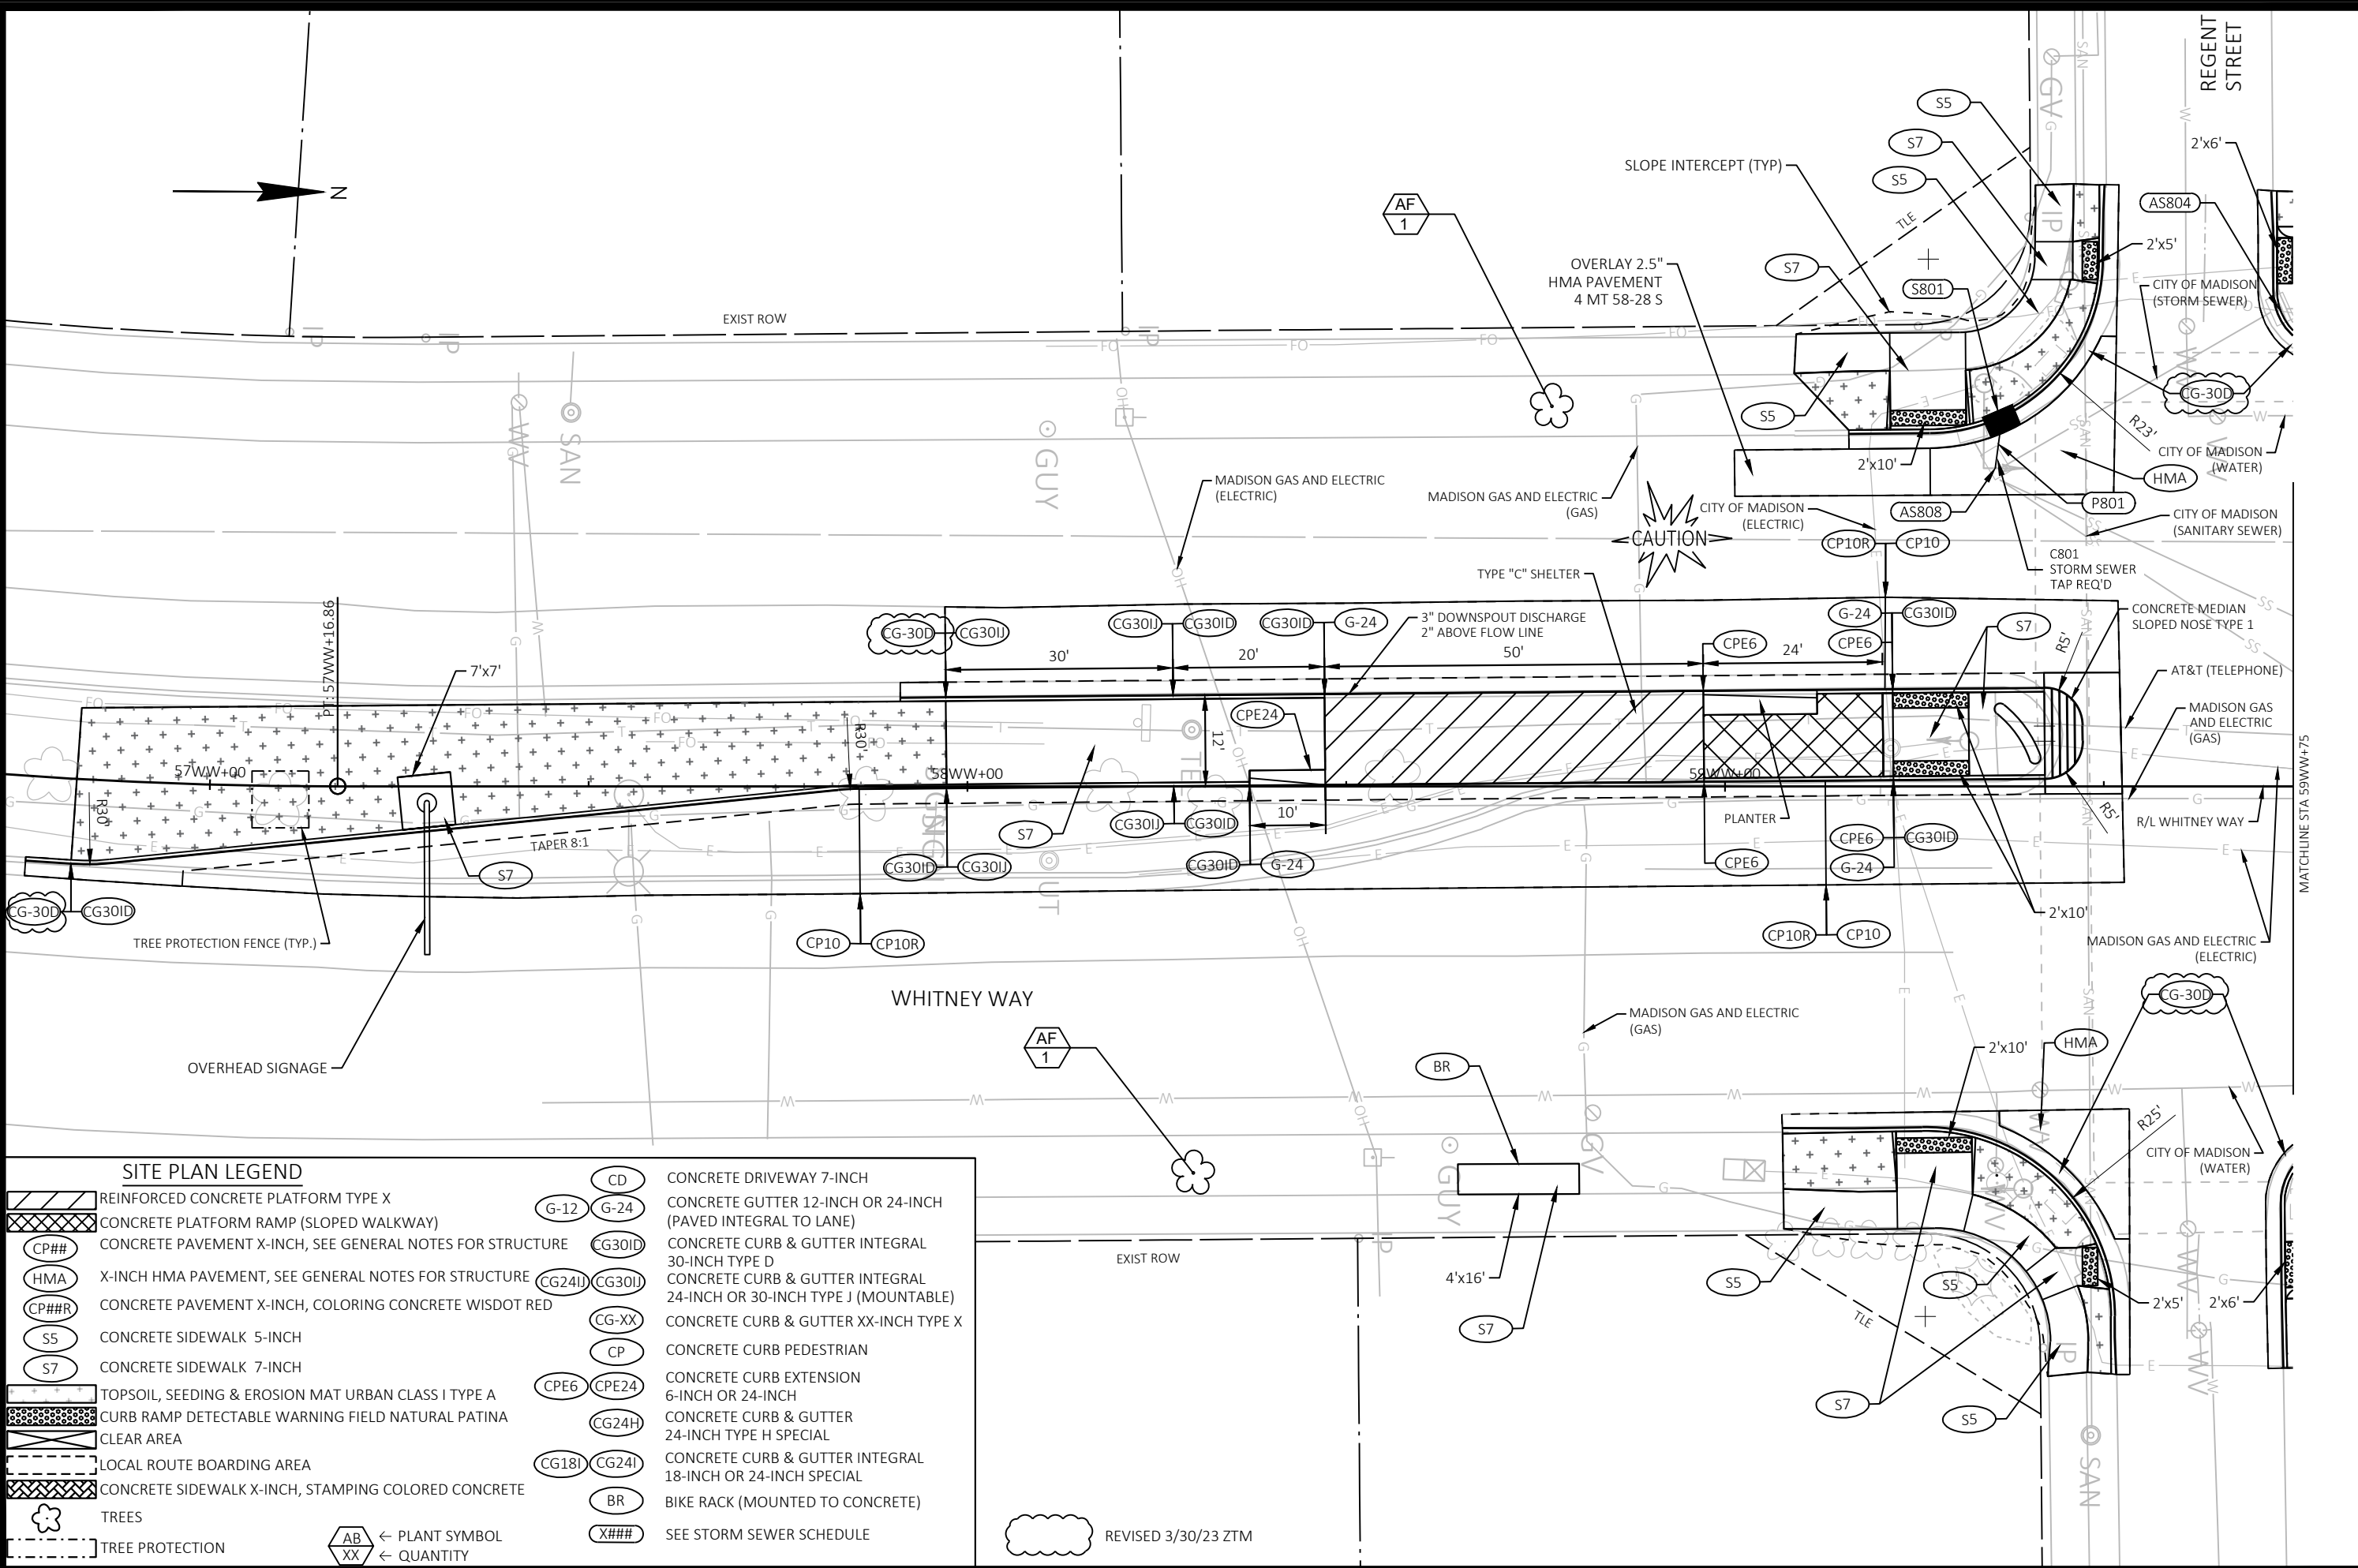 REGENT
STREET
S5
S7
S5
2'x6'
SLOPE INTERCEPT (TYP)
AF
1
TLE
AS804
2'x5'
OVERLAY 2.5"
HMA PAVEMENT
4 MT 58-28 S
S7
S801
CITY OF MADISON
(STORM SEWER)
N
EXIST ROW
S5
CG-30D
R23'
2'x10'
CITY OF MADISON
(WATER)
HMA
MADISON GAS AND ELECTRIC
(ELECTRIC)
MADISON GAS AND ELECTRIC
(GAS)
CITY OF MADISON
(ELECTRIC)
AS808
P801
CITY OF MADISON
(SANITARY SEWER)
CAUTION
CP10R
CP10
C801
STORM SEWER
TAP REQ'D
TYPE "C" SHELTER
PT: 57WW+16.86
CG-30D
CG30IJ
CG30IJ
CG30ID
CG30ID
G-24
3" DOWNSPOUT DISCHARGE
2" ABOVE FLOW LINE
G-24
CG30ID
CPE6
CPE6
S7
CONCRETE MEDIAN
SLOPED NOSE TYPE 1
R5'
30'
20'
50'
24'
7'x7'
AT&T (TELEPHONE)
MADISON GAS
AND ELECTRIC
(GAS)
CPE24
12'
R30'
57WW+00
58WW+00
59WW+00
R30'
R5'
MATCHLINE STA 59WW+75
10'
CG30IJ
CG30ID
S7
PLANTER
R/L WHITNEY WAY
TAPER 8:1
CPE6
CG30ID
G-24
CG30ID
CG30IJ
CG30ID
G-24
CPE6
S7
CG-30D
CG30ID
2'x10'
TREE PROTECTION FENCE (TYP.)
CP10
CP10R
CP10R
CP10
MADISON GAS AND ELECTRIC
(ELECTRIC)
WHITNEY WAY
CG-30D
MADISON GAS AND ELECTRIC
(GAS)
AF
1
OVERHEAD SIGNAGE
BR
2'x10'
HMA
R25'
CITY OF MADISON
(WATER)
EXIST ROW
4'x16'
S7
S5
S5
2'x5'
2'x6'
TLE
S7
S5
SAN
SAN
GUY
GUY
GV
GV
IP
IP
IP
IP
IP
UT
SITE PLAN LEGEND
REINFORCED CONCRETE PLATFORM TYPE X
CONCRETE PLATFORM RAMP (SLOPED WALKWAY)
CP## CONCRETE PAVEMENT X-INCH, SEE GENERAL NOTES FOR STRUCTURE
HMA X-INCH HMA PAVEMENT, SEE GENERAL NOTES FOR STRUCTURE
CP##R CONCRETE PAVEMENT X-INCH, COLORING CONCRETE WISDOT RED
S5 CONCRETE SIDEWALK 5-INCH
S7 CONCRETE SIDEWALK 7-INCH
TOPSOIL, SEEDING & EROSION MAT URBAN CLASS I TYPE A
CURB RAMP DETECTABLE WARNING FIELD NATURAL PATINA
CLEAR AREA
LOCAL ROUTE BOARDING AREA
CONCRETE SIDEWALK X-INCH, STAMPING COLORED CONCRETE
TREES
TREE PROTECTION
AB ← PLANT SYMBOL
XX ← QUANTITY
CD CONCRETE DRIVEWAY 7-INCH
G-12 G-24 CONCRETE GUTTER 12-INCH OR 24-INCH
(PAVED INTEGRAL TO LANE)
CG30ID CONCRETE CURB & GUTTER INTEGRAL
30-INCH TYPE D
CG24IJ CG30IJ CONCRETE CURB & GUTTER INTEGRAL
24-INCH OR 30-INCH TYPE J (MOUNTABLE)
CG-XX CONCRETE CURB & GUTTER XX-INCH TYPE X
CP CONCRETE CURB PEDESTRIAN
CPE6 CPE24 CONCRETE CURB EXTENSION
6-INCH OR 24-INCH
CG24H CONCRETE CURB & GUTTER
24-INCH TYPE H SPECIAL
CG18I CG24I CONCRETE CURB & GUTTER INTEGRAL
18-INCH OR 24-INCH SPECIAL
BR BIKE RACK (MOUNTED TO CONCRETE)
X### SEE STORM SEWER SCHEDULE
REVISED 3/30/23 ZTM